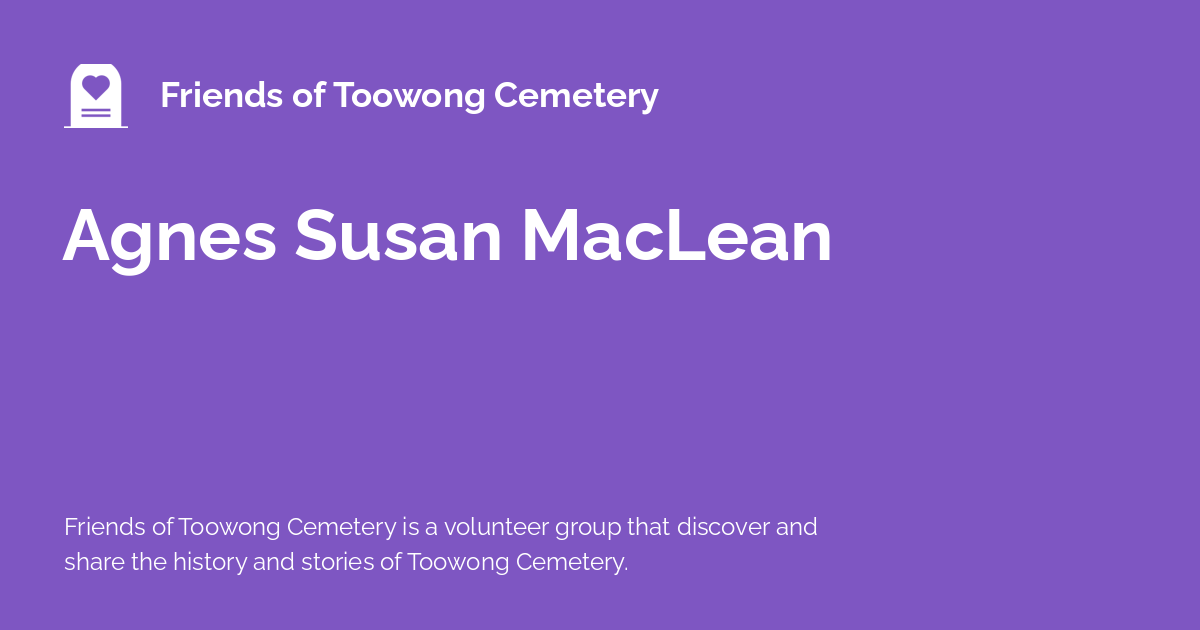 Friends of Toowong Cemetery
Agnes Susan MacLean
Friends of Toowong Cemetery is a volunteer group that discover and
share the history and stories of Toowong Cemetery.